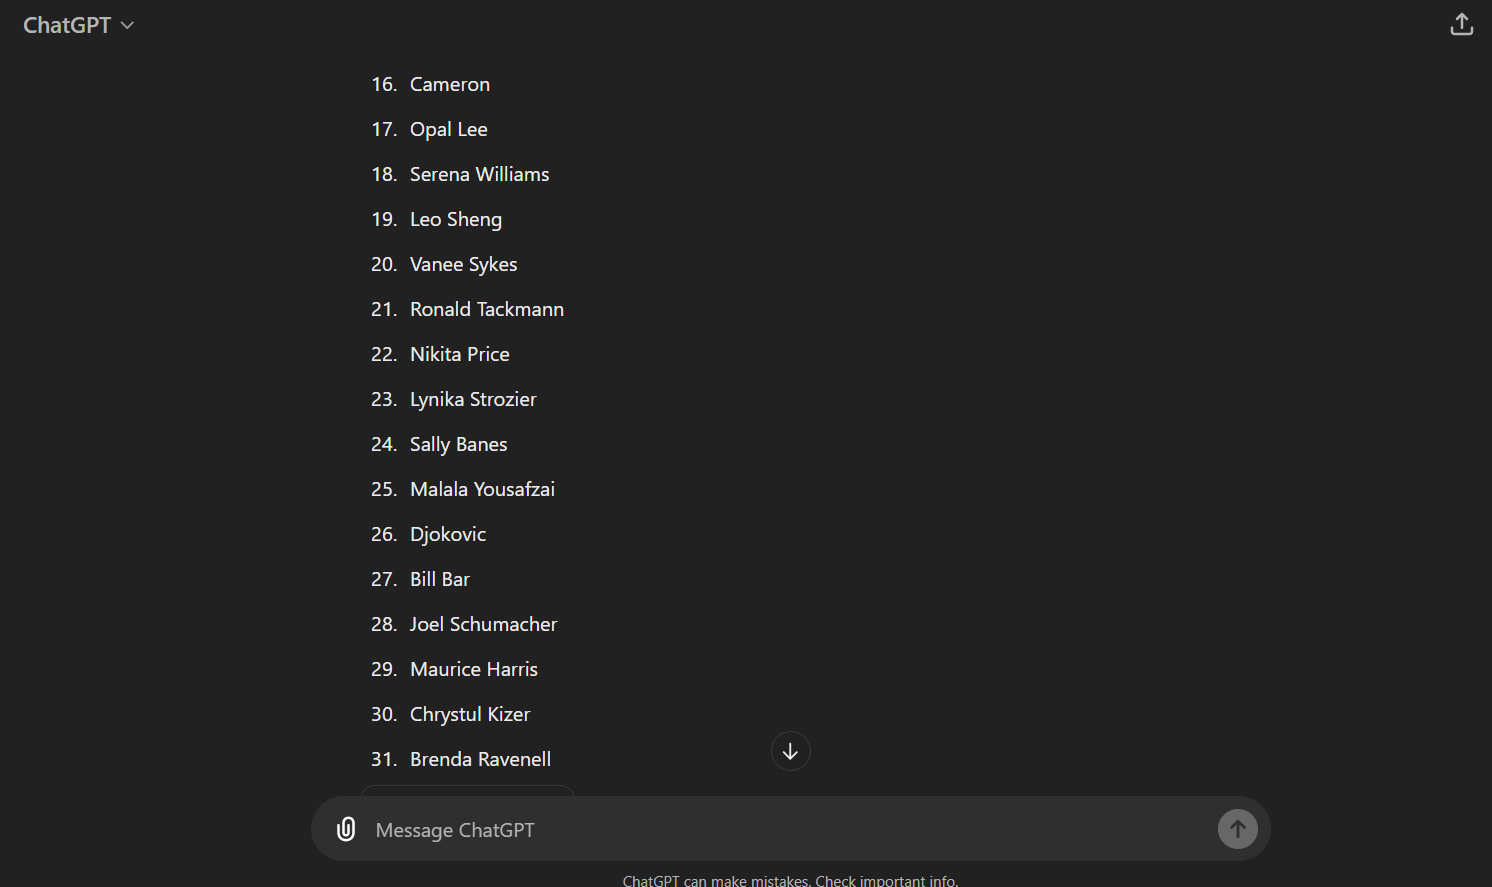 ChatGPT
16. Cameron
17. Opal Lee
18. Serena Williams
19. Leo Sheng
20. Vanee Sykes
21. Ronald Tackmann
22. Nikita Price
23. Lynika Strozier
24. Sally Banes
25. Malala Yousafzai
26. Djokovic
27. Bill Bar
28. Joel Schumacher
29. Maurice Harris
30. Chrystul Kizer
31. Brenda Ravenell
Message ChatGPT
ChatGPT can make mistakes. Check important info.